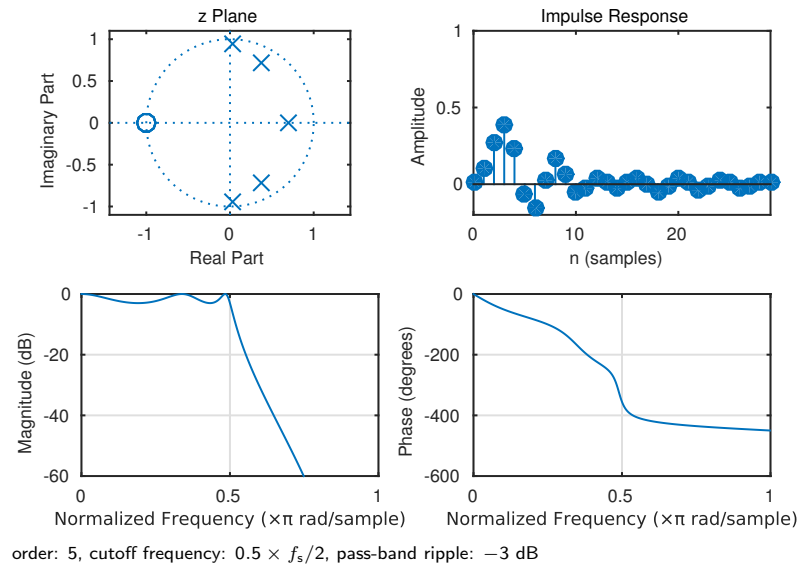 z Plane
1
0.5
0
-0.5
-1
-1
0
1
Imaginary Part
Real Part
Impulse Response
1
0.5
0
0
10
20
Amplitude
n (samples)
0
-20
-40
-60
0
0.5
1
Magnitude (dB)
Normalized Frequency (×π rad/sample)
0
-200
-400
-600
0
0.5
1
Phase (degrees)
Normalized Frequency (×π rad/sample)
order: 5, cutoff frequency: 0.5 × fs/2, pass-band ripple: −3 dB